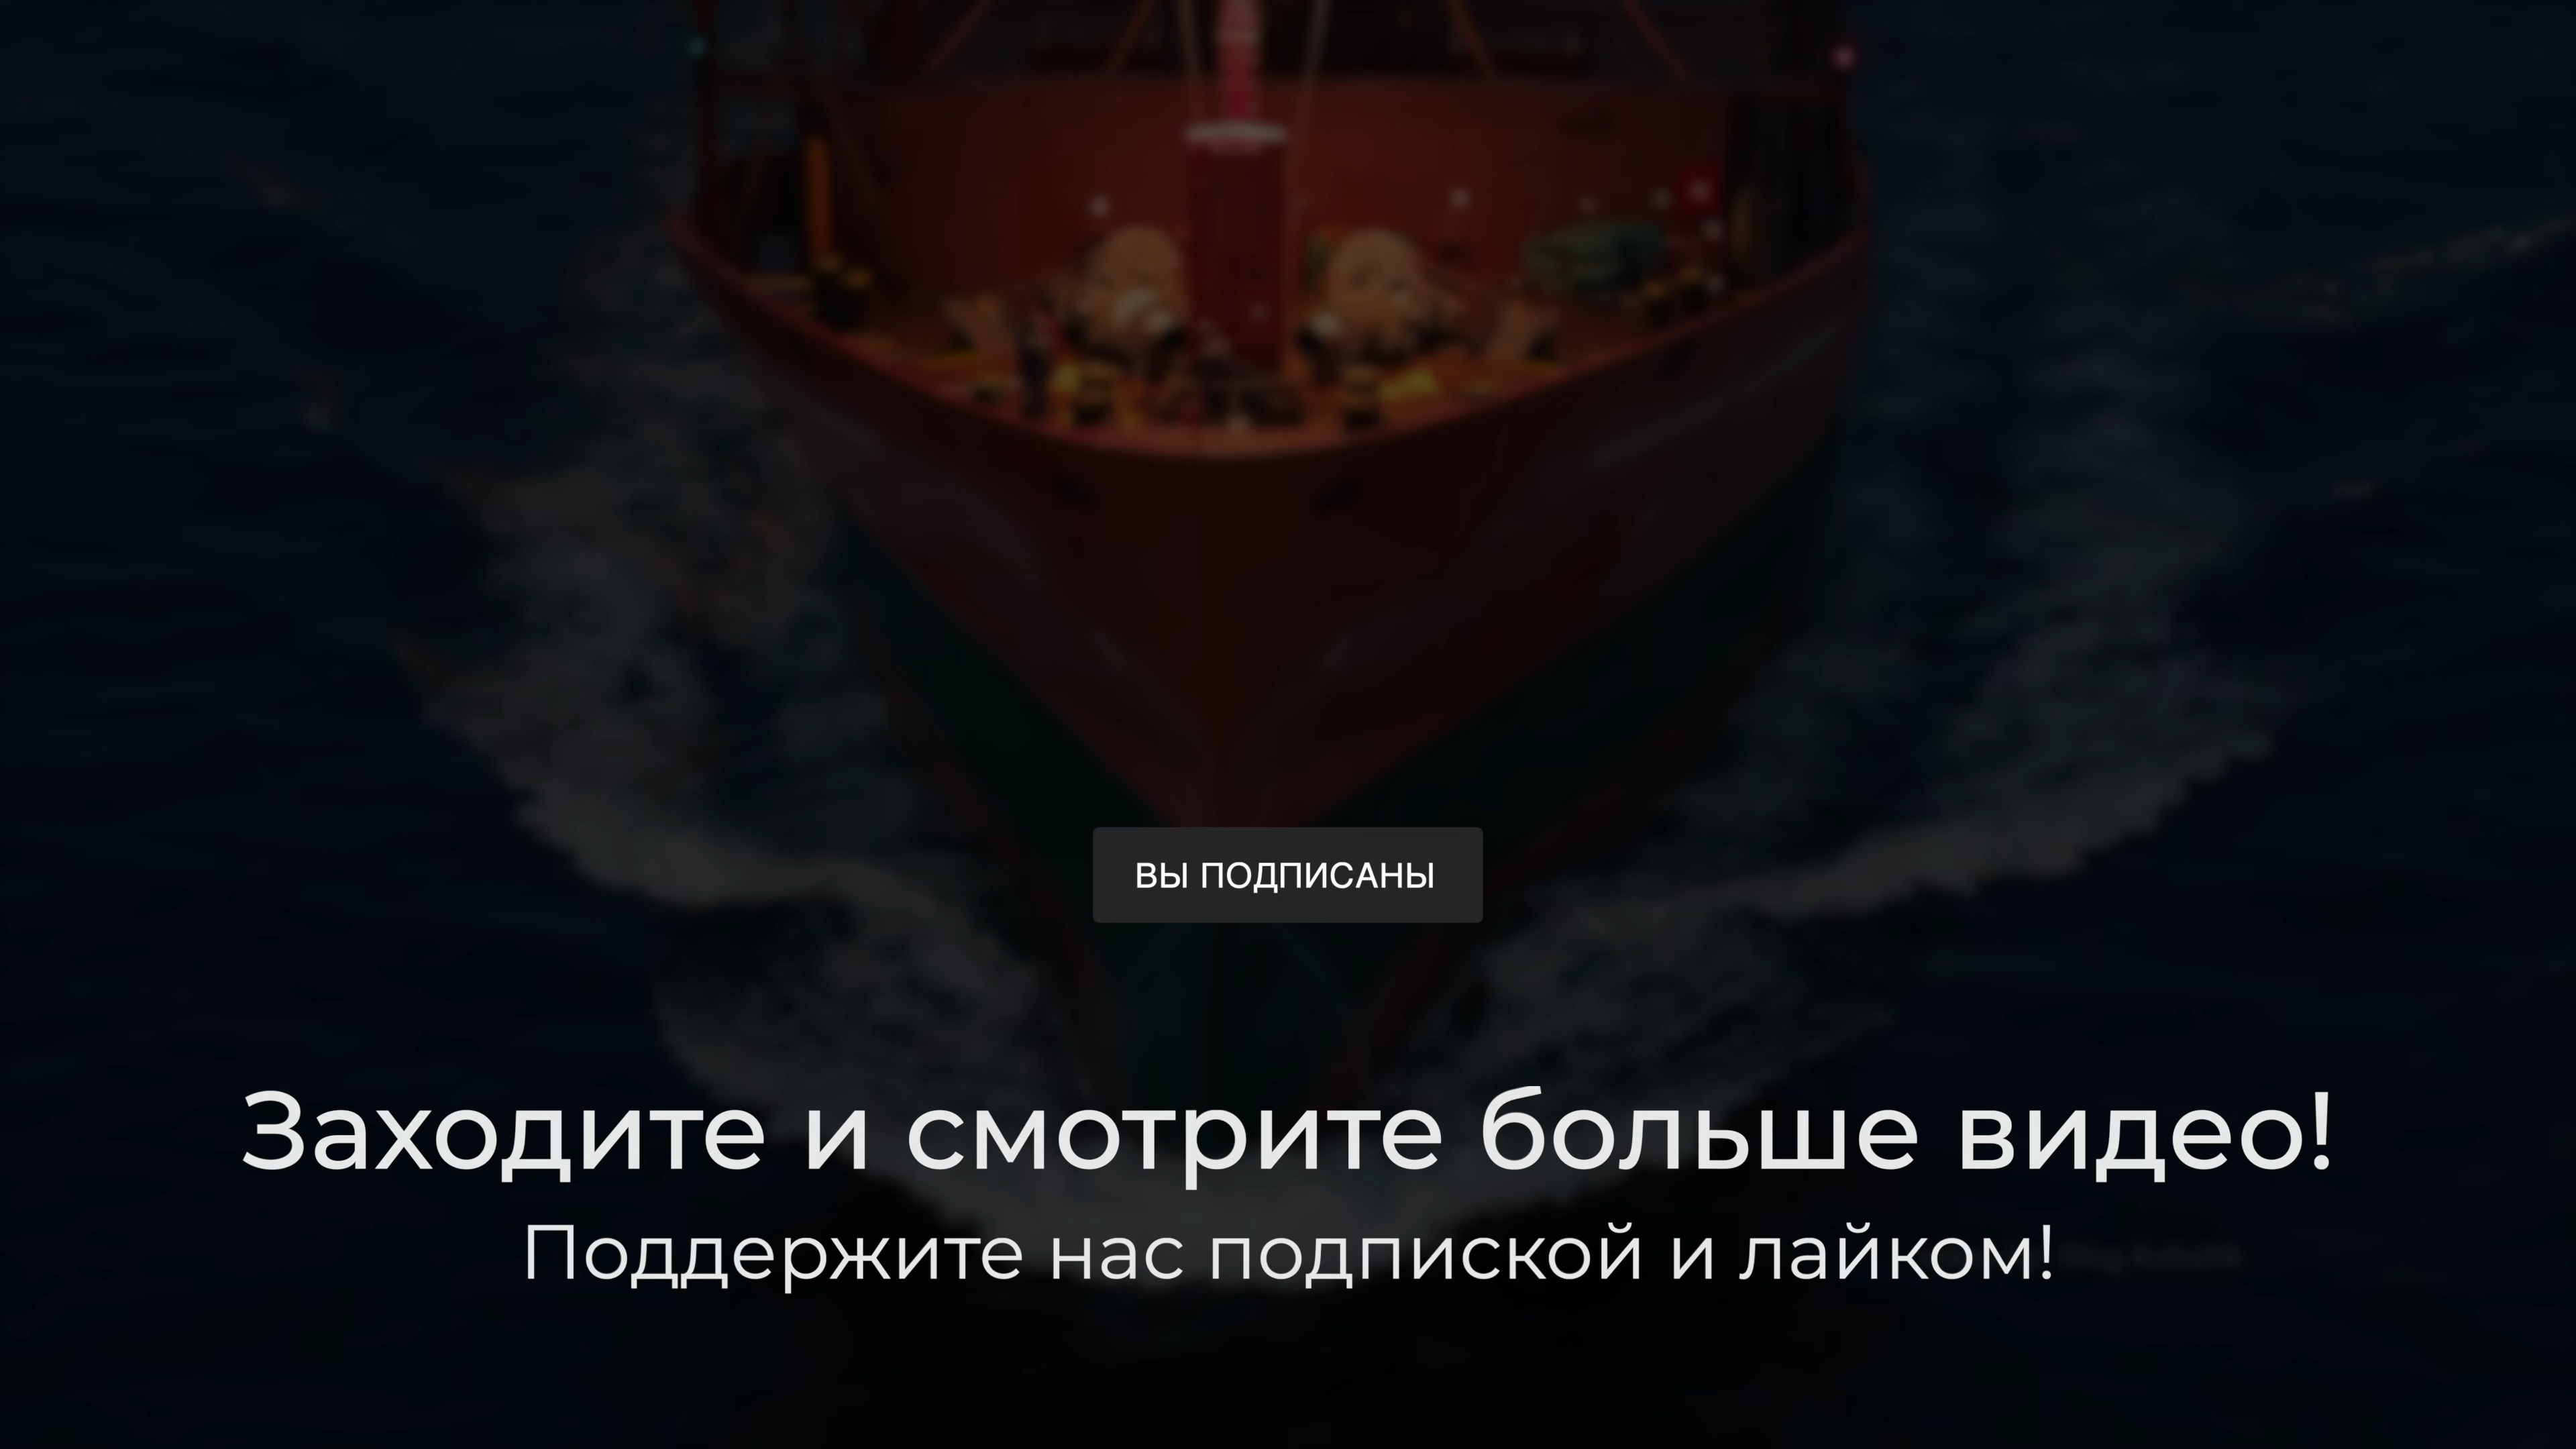 ВЫ ПОДПИСАНЫ
Заходите и смотрите больше видео!
Поддержите нас подпиской и лайком!